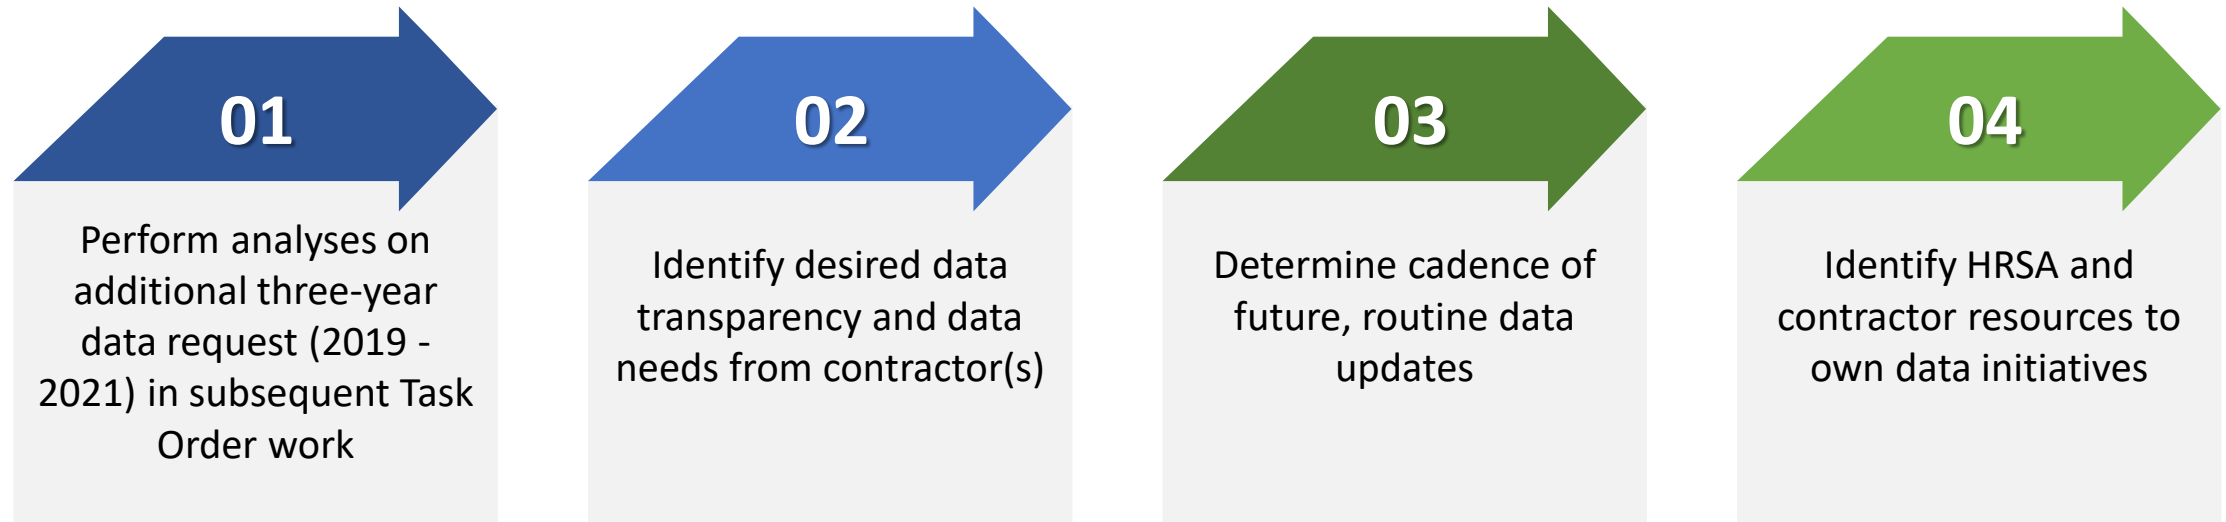 01
Perform analyses on
additional three-year
data request (2019 -
2021) in subsequent Task
Order work
02
Identify desired data
transparency and data
needs from contractor(s)
03
Determine cadence of
future, routine data
updates
04
Identify HRSA and
contractor resources to
own data initiatives